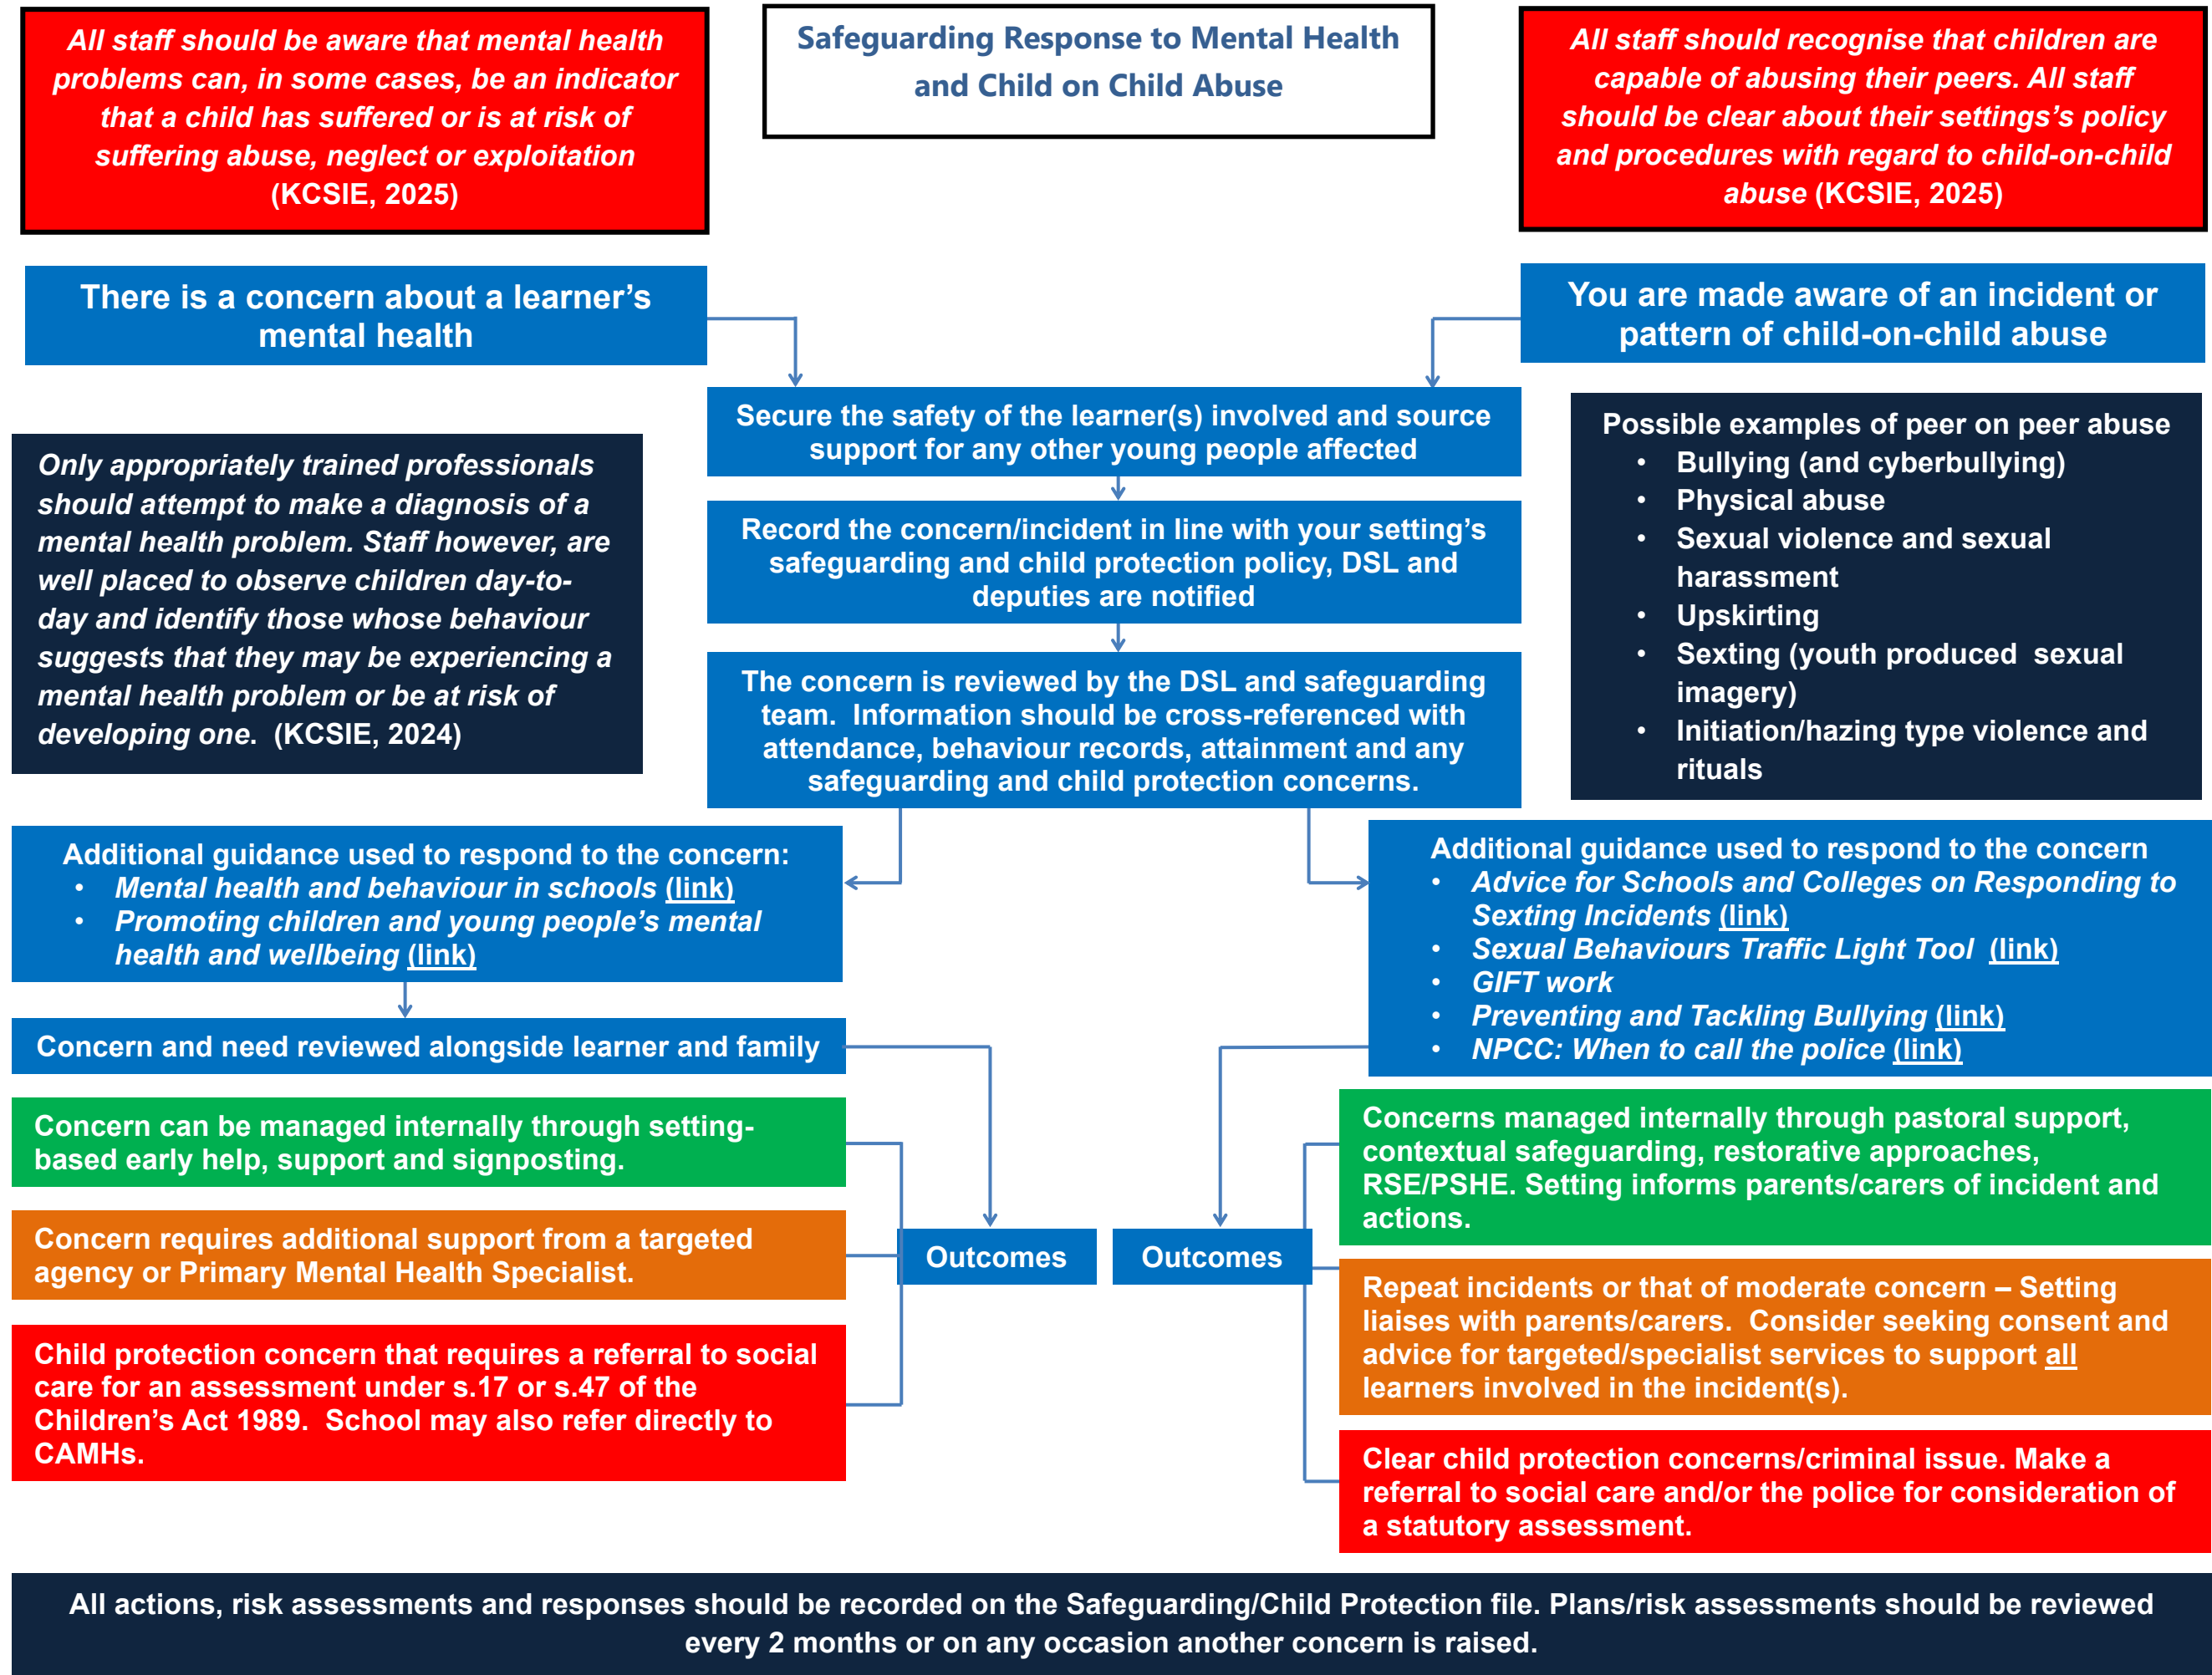 All staff should be aware that mental health
problems can, in some cases, be an indicator
that a child has suffered or is at risk of
suffering abuse, neglect or exploitation
(KCSIE, 2025)
Safeguarding Response to Mental Health
and Child on Child Abuse
All staff should recognise that children are
capable of abusing their peers. All staff
should be clear about their settings's policy
and procedures with regard to child-on-child
abuse (KCSIE, 2025)
There is a concern about a learner’s
mental health
You are made aware of an incident or
pattern of child-on-child abuse
Secure the safety of the learner(s) involved and source
support for any other young people affected
Only appropriately trained professionals
should attempt to make a diagnosis of a
mental health problem. Staff however, are
well placed to observe children day-to-
day and identify those whose behaviour
suggests that they may be experiencing a
mental health problem or be at risk of
developing one.  (KCSIE, 2024)
Record the concern/incident in line with your setting’s
safeguarding and child protection policy, DSL and
deputies are notified
The concern is reviewed by the DSL and safeguarding
team.  Information should be cross-referenced with
attendance, behaviour records, attainment and any
safeguarding and child protection concerns.
Possible examples of peer on peer abuse
• Bullying (and cyberbullying)
• Physical abuse
• Sexual violence and sexual
harassment
• Upskirting
• Sexting (youth produced  sexual
imagery)
• Initiation/hazing type violence and
rituals
Additional guidance used to respond to the concern:
• Mental health and behaviour in schools (link)
• Promoting children and young people’s mental
health and wellbeing (link)
Additional guidance used to respond to the concern
• Advice for Schools and Colleges on Responding to
Sexting Incidents (link)
• Sexual Behaviours Traffic Light Tool  (link)
• GIFT work
• Preventing and Tackling Bullying (link)
• NPCC: When to call the police (link)
Concern and need reviewed alongside learner and family
Concern can be managed internally through setting-
based early help, support and signposting.
Concern requires additional support from a targeted
agency or Primary Mental Health Specialist.
Child protection concern that requires a referral to social
care for an assessment under s.17 or s.47 of the
Children’s Act 1989.  School may also refer directly to
CAMHs.
Outcomes
Outcomes
Concerns managed internally through pastoral support,
contextual safeguarding, restorative approaches,
RSE/PSHE. Setting informs parents/carers of incident and
actions.
Repeat incidents or that of moderate concern – Setting
liaises with parents/carers.  Consider seeking consent and
advice for targeted/specialist services to support all
learners involved in the incident(s).
Clear child protection concerns/criminal issue. Make a
referral to social care and/or the police for consideration of
a statutory assessment.
All actions, risk assessments and responses should be recorded on the Safeguarding/Child Protection file. Plans/risk assessments should be reviewed
every 2 months or on any occasion another concern is raised.